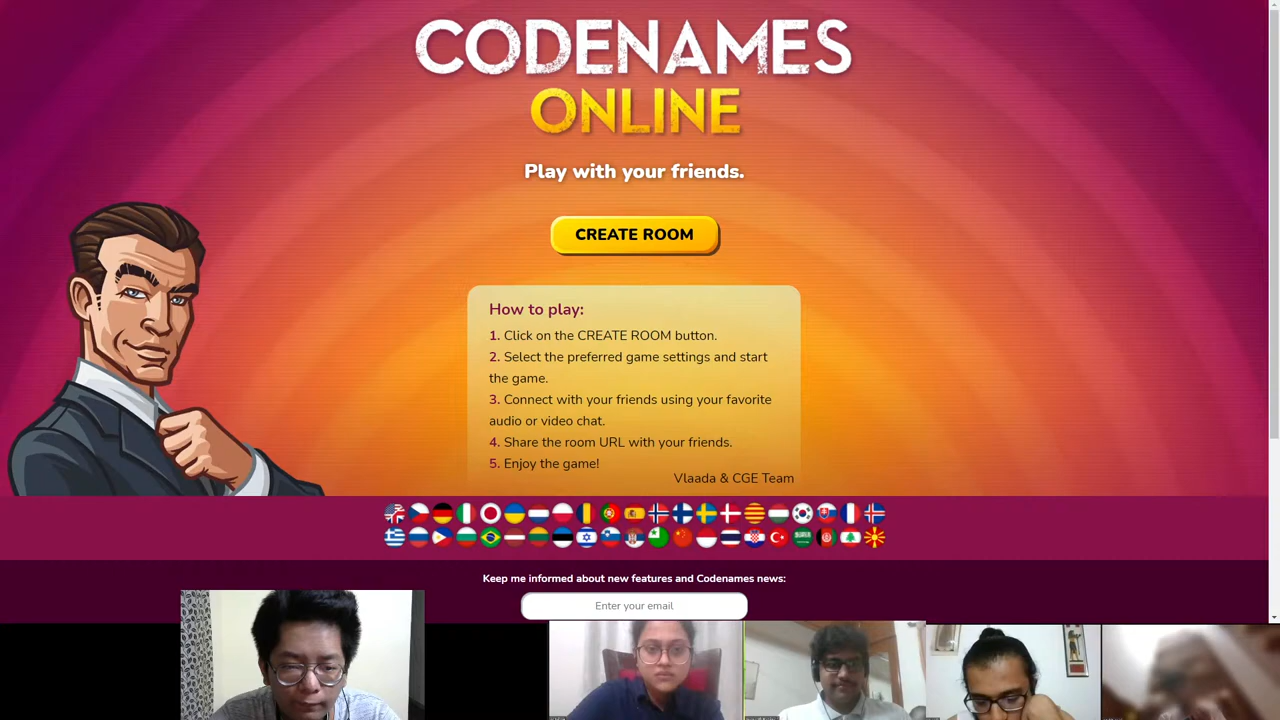 CODENAMES
ONLINE
Play with your friends.
CREATE ROOM
How to play:
1. Click on the CREATE ROOM button.
2. Select the preferred game settings and start
the game.
3. Connect with your friends using your favorite
audio or video chat.
4. Share the room URL with your friends.
5. Enjoy the game!
Vlaada & CGE Team
Keep me informed about new features and Codenames news:
Enter your email